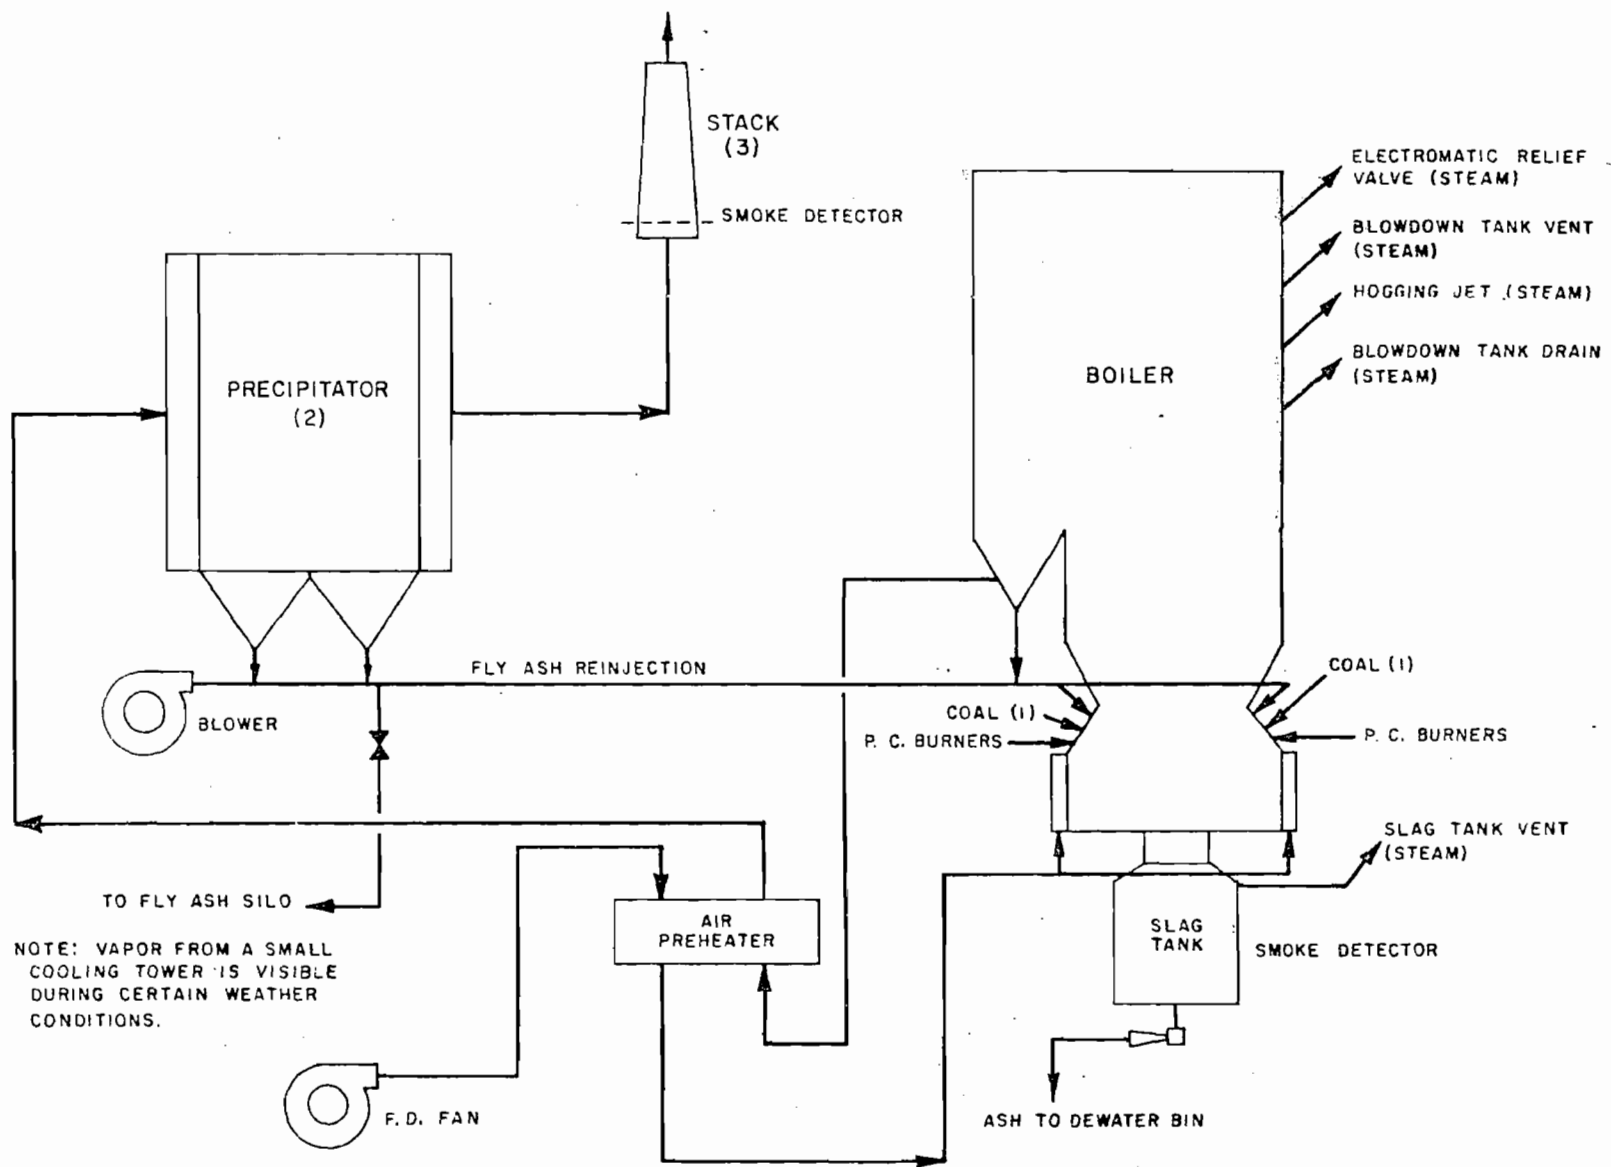 STACK
(3)
SMOKE DETECTOR
ELECTROMATIC RELIEF
VALVE (STEAM)
BLOWDOWN TANK VENT
(STEAM)
HOGGING JET (STEAM)
BLOWDOWN TANK DRAIN
(STEAM)
PRECIPITATOR
(2)
BOILER
FLY ASH REINJECTION
BLOWER
COAL (1)
COAL (1)
P. C. BURNERS
P. C. BURNERS
SLAG TANK VENT
(STEAM)
TO FLY ASH SILO
AIR
PREHEATER
SLAG
TANK
SMOKE DETECTOR
NOTE: VAPOR FROM A SMALL
COOLING TOWER IS VISIBLE
DURING CERTAIN WEATHER
CONDITIONS.
F. D. FAN
ASH TO DEWATER BIN